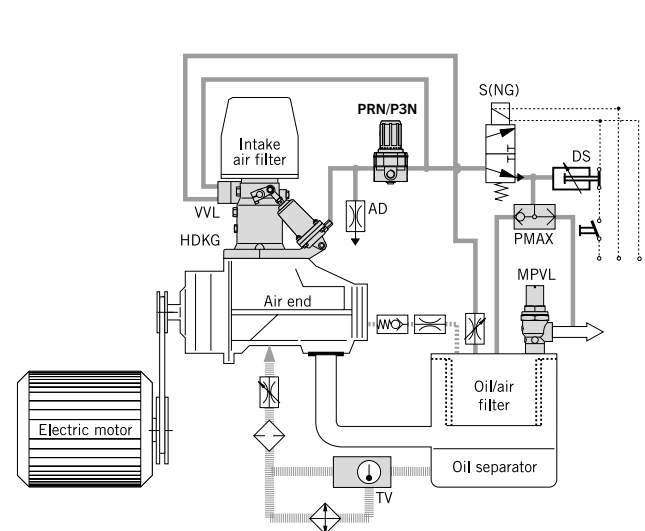 S(NG)
PRN/P3N
Intake
air filter
DS
VVL
AD
HDKG
PMAX
MPVL
Air end
Oil/air
filter
Electric motor
Oil separator
TV